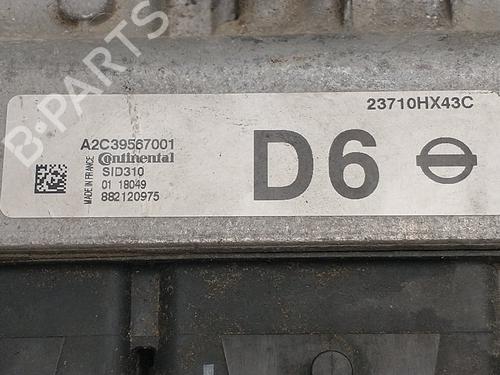 B-PARTS
23710HX43C
A2C39567001
Continental
SID310
01 18049
882120975
MADE IN FRANCE
D6